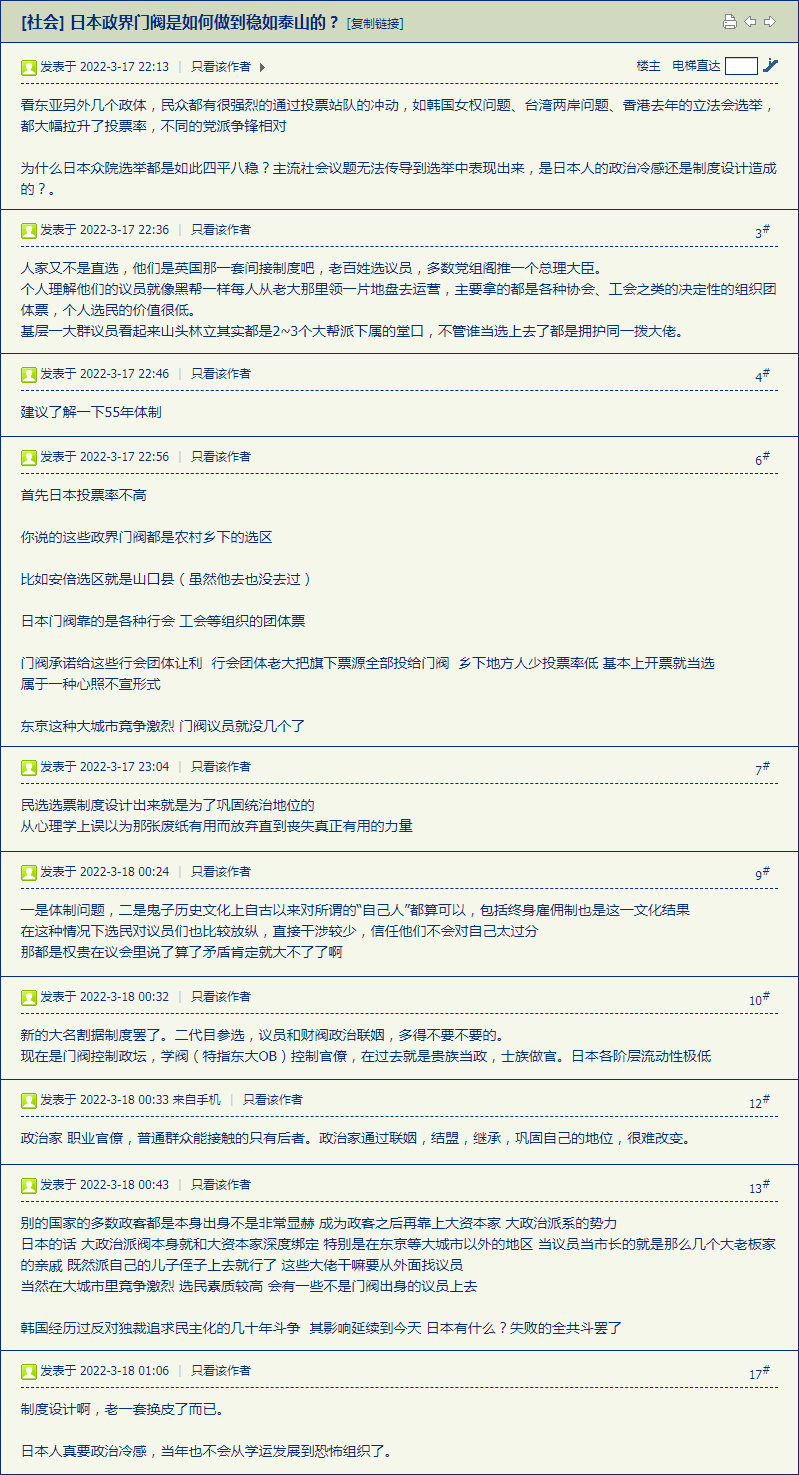 [社会] 日本政界门阀是如何做到稳如泰山的？ [复制链接]
发表于 2022-3-17 22:13 | 只看该作者 楼主 电梯直达
看东亚另外几个政体，民众都有很强烈的通过投票站队的冲动，如韩国女权问题、台湾两岸问题、香港去年的立法会选举，
都大幅拉升了投票率，不同的党派争锋相对
为什么日本众院选举都是如此四平八稳？主流社会议题无法传导到选举中表现出来，是日本人的政治冷感还是制度设计造成
的？。
发表于 2022-3-17 22:36 | 只看该作者 3#
人家又不是直选，他们是英国那一套间接制度吧，老百姓选议员，多数党组阁推一个总理大臣。
个人理解他们的议员就像黑帮一样每人从老大那里领一片地盘去运营，主要拿的都是各种协会、工会之类的决定性的组织团
体票，个人选民的价值很低。
基层一大群议员看起来山头林立其实都是2~3个大帮派下属的堂口，不管谁当选上去了都是拥护同一拨大佬。
发表于 2022-3-17 22:46 | 只看该作者 4#
建议了解一下55年体制
发表于 2022-3-17 22:56 | 只看该作者 6#
首先日本投票率不高
你说的这些政界门阀都是农村乡下的选区
比如安倍选区就是山口县（虽然他去也没去过）
日本门阀靠的是各种行会 工会等组织的团体票
门阀承诺给这些行会团体让利 行会团体老大把旗下票源全部投给门阀 乡下地方人少投票率低 基本上开票就当选
属于一种心照不宣形式
东京这种大城市竞争激烈 门阀议员就没几个了
发表于 2022-3-17 23:04 | 只看该作者 7#
民选选票制度设计出来就是为了巩固统治地位的
从心理学上误以为那张废纸有用而放弃直到丧失真正有用的力量
发表于 2022-3-18 00:24 | 只看该作者 9#
一是体制问题，二是鬼子历史文化上自古以来对所谓的“自己人”都算可以，包括终身雇佣制也是这一文化结果
在这种情况下选民对议员们也比较放纵，直接干涉较少，信任他们不会对自己太过分
那都是权贵在议会里说了算了矛盾肯定就大不了了啊
发表于 2022-3-18 00:32 | 只看该作者 10#
新的大名割据制度罢了。二代目参选，议员和财阀政治联姻，多得不要不要的。
现在是门阀控制政坛，学阀（特指东大OB）控制官僚，在过去就是贵族当政，士族做官。日本各阶层流动性极低
发表于 2022-3-18 00:33 来自手机 | 只看该作者 12#
政治家 职业官僚，普通群众能接触的只有后者。政治家通过联姻，结盟，继承，巩固自己的地位，很难改变。
发表于 2022-3-18 00:43 | 只看该作者 13#
别的国家的多数政客都是本身出身不是非常显赫 成为政客之后再靠上大资本家 大政治派系的势力
日本的话 大政治派阀本身就和大资本家深度绑定 特别是在东京等大城市以外的地区 当议员当市长的就是那么几个大老板家
的亲戚 既然派自己的儿子侄子上去就行了 这些大佬干嘛要从外面找议员
当然在大城市里竞争激烈 选民素质较高 会有一些不是门阀出身的议员上去
韩国经历过反对独裁追求民主化的几十年斗争 其影响延续到今天 日本有什么？失败的全共斗罢了
发表于 2022-3-18 01:06 | 只看该作者 17#
制度设计啊，老一套换皮了而已。
日本人真要政治冷感，当年也不会从学运发展到恐怖组织了。